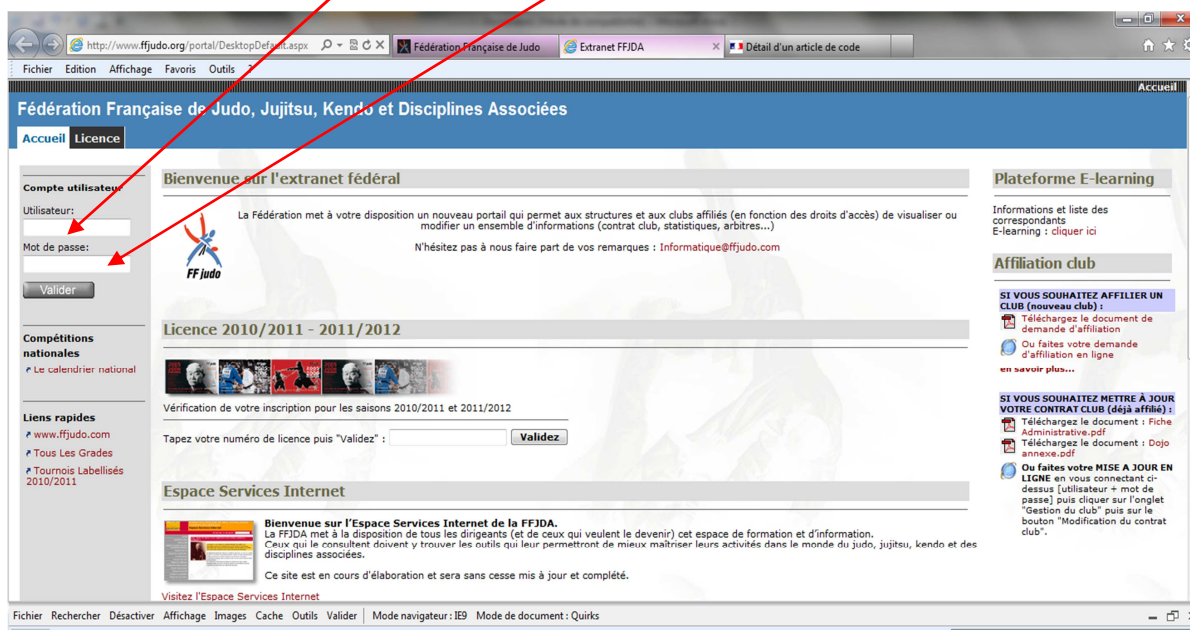 http://www.ffjudo.org/portal/DesktopDefault.aspx
Fédération Française de Judo
Extranet FFJDA
Détail d'un article de code
Fichier Edition Affichage Favoris Outils ?
Accueil
Fédération Française de Judo, Jujitsu, Kendo et Disciplines Associées
Accueil Licence
Compte utilisateur
Utilisateur:
Mot de passe:
Valider
Compétitions
nationales
Le calendrier national
Liens rapides
www.ffjudo.com
Tous Les Grades
Tournois Labellisés
2010/2011
Bienvenue sur l'extranet fédéral
FF judo
La Fédération met à votre disposition un nouveau portail qui permet aux structures et aux clubs affiliés (en fonction des droits d'accès) de visualiser ou
modifier un ensemble d'informations (contrat club, statistiques, arbitres...)
N'hésitez pas à nous faire part de vos remarques : Informatique@ffjudo.com
Licence 2010/2011 - 2011/2012
Vérification de votre inscription pour les saisons 2010/2011 et 2011/2012
Tapez votre numéro de licence puis "Validez" :
Validez
Espace Services Internet
Bienvenue sur l'Espace Services Internet de la FFJDA.
La FFJDA met à la disposition de tous les dirigeants (et de ceux qui veulent le devenir) cet espace de formation et d'information.
Ceux qui le consultent doivent y trouver les outils qui leur permettront de mieux maîtriser leurs activités dans le monde du judo, jujitsu, kendo et des
disciplines associées.
Ce site est en cours d'élaboration et sera sans cesse mis à jour et complété.
Visitez l'Espace Services Internet
Plateforme E-learning
Informations et liste des
correspondants
E-learning : cliquer ici
Affiliation club
SI VOUS SOUHAITEZ AFFILIER UN
CLUB (nouveau club) :
Téléchargez le document de
demande d'affiliation
Ou faites votre demande
d'affiliation en ligne
en savoir plus...
SI VOUS SOUHAITEZ METTRE À JOUR
VOTRE CONTRAT CLUB (déjà affilié) :
Téléchargez le document : Fiche
Administrative.pdf
Téléchargez le document : Dojo
annexe.pdf
Ou faites votre MISE A JOUR EN
LIGNE en vous connectant ci-
dessus [utilisateur + mot de
passe] puis cliquer sur l'onglet
"Gestion du club" puis sur le
bouton "Modification du contrat
club".
Fichier Rechercher Désactiver Affichage Images Cache Outils Valider Mode navigateur : IE9 Mode de document : Quirks